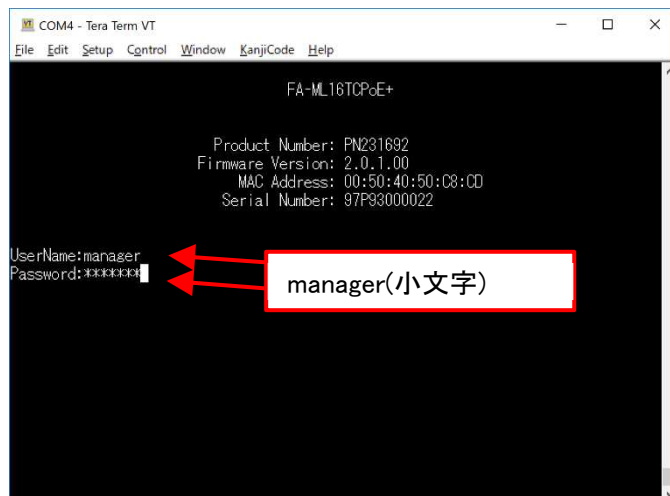 COM4 - Tera Term VT
File Edit Setup Control Window KanjiCode Help
FA-ML16TCPoE+
Product Number: PN231692
Firmware Version: 2.0.1.00
MAC Address: 00:50:40:50:C8:CD
Serial Number: 97P93000022
UserName:manager
Password:*******
manager(小文字)